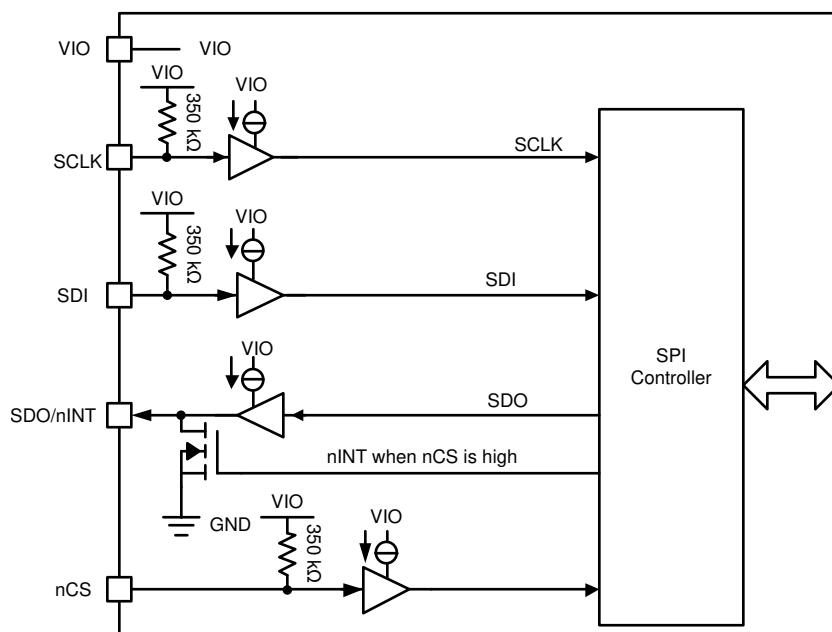 VIO
VIO
VIO
350 kΩ
VIO
SCLK
SCLK
VIO
350 kΩ
VIO
SDI
SDI
VIO
SPI
Controller
SDO/nINT
SDO
nINT when nCS is high
VIO
GND
350 kΩ
VIO
nCS